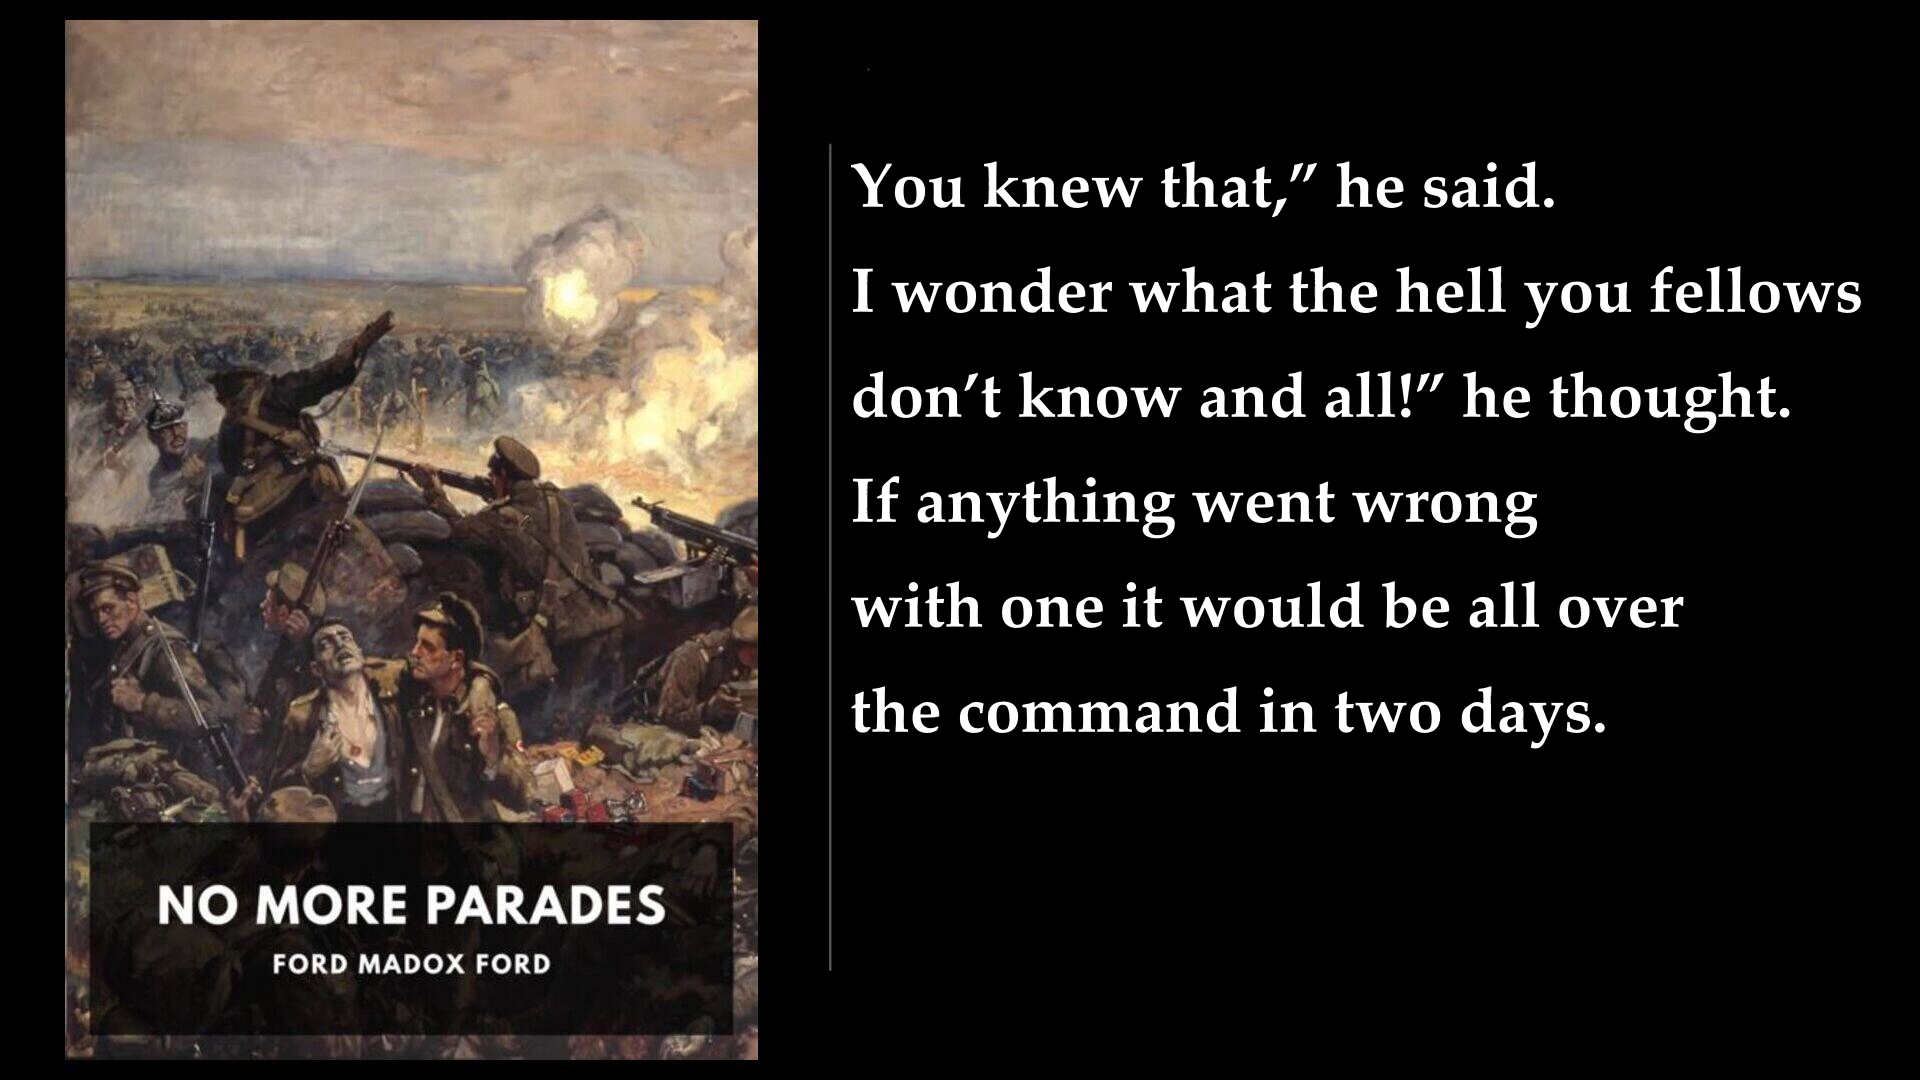 You knew that,” he said.
I wonder what the hell you fellows
don’t know and all!” he thought.
If anything went wrong
with one it would be all over
the command in two days.
NO MORE PARADES
FORD MADOX FORD